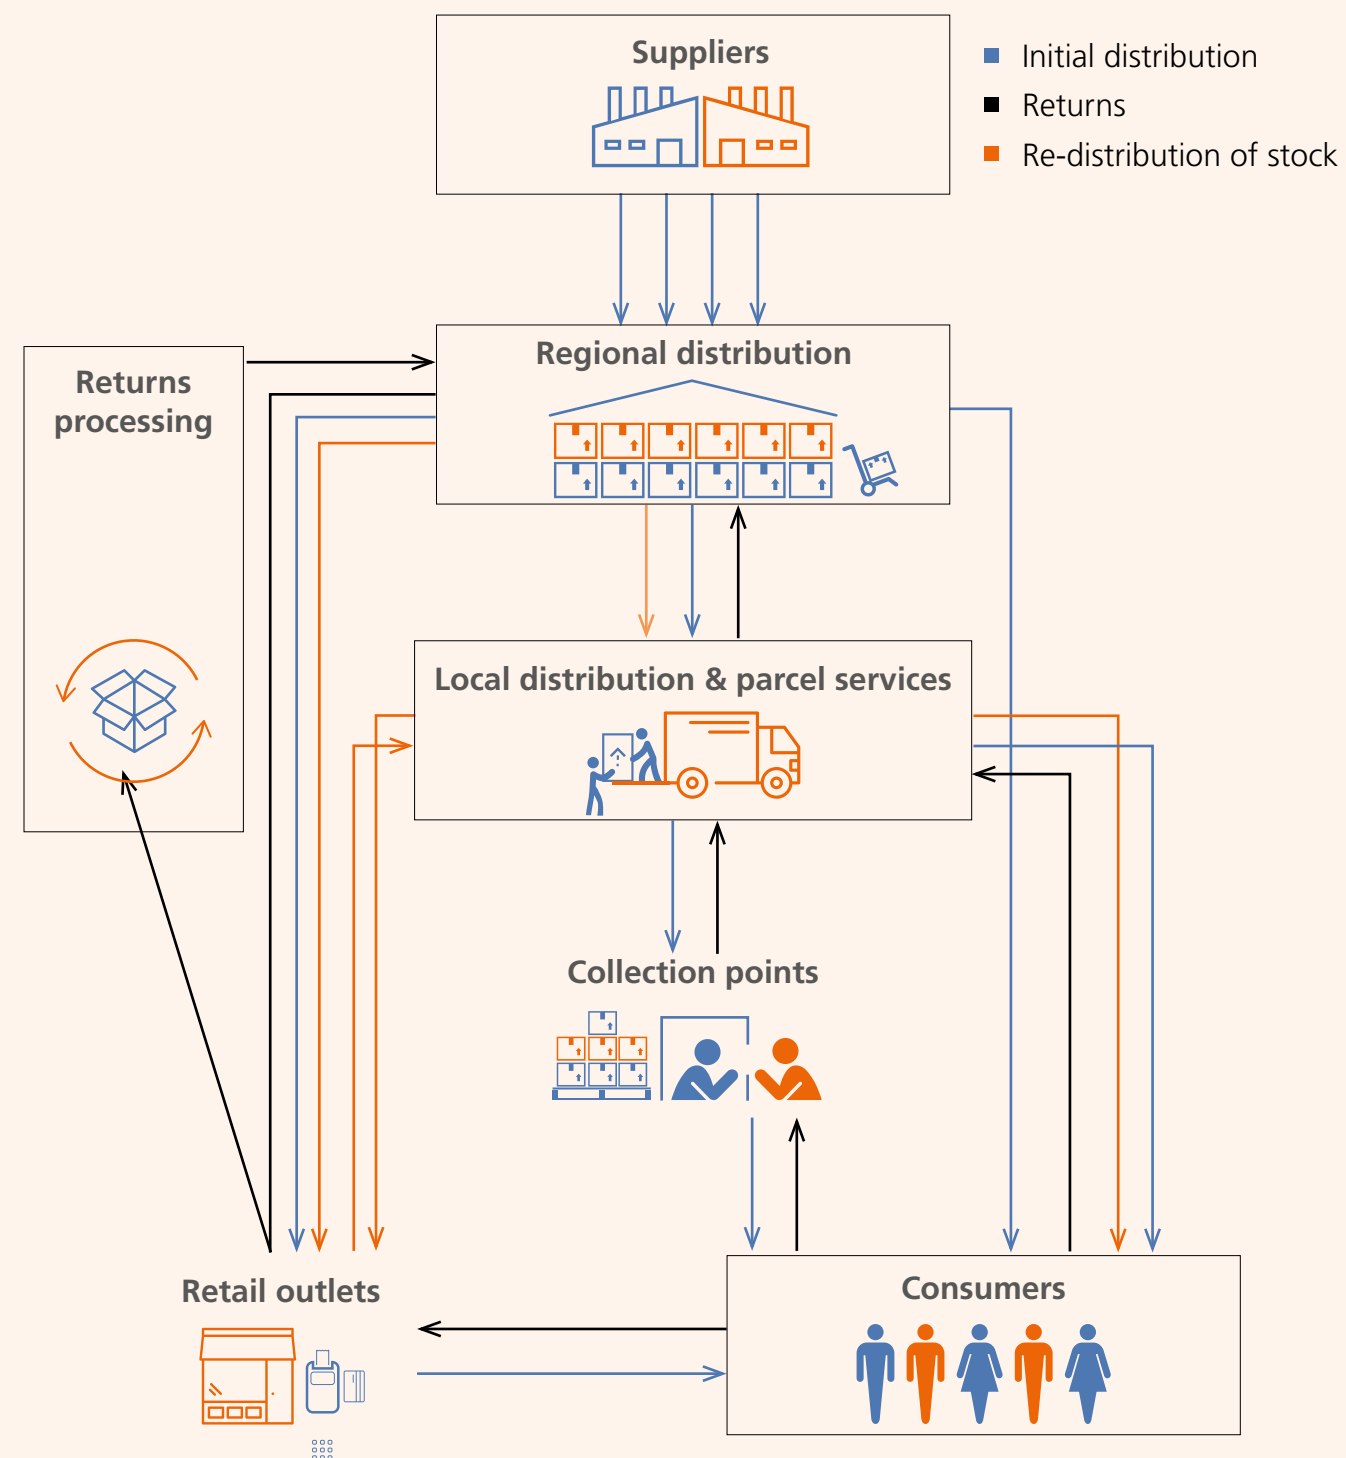 Suppliers
Initial distribution
Returns
Re-distribution of stock
Regional distribution
Returns
processing
Local distribution & parcel services
Collection points
Retail outlets
Consumers